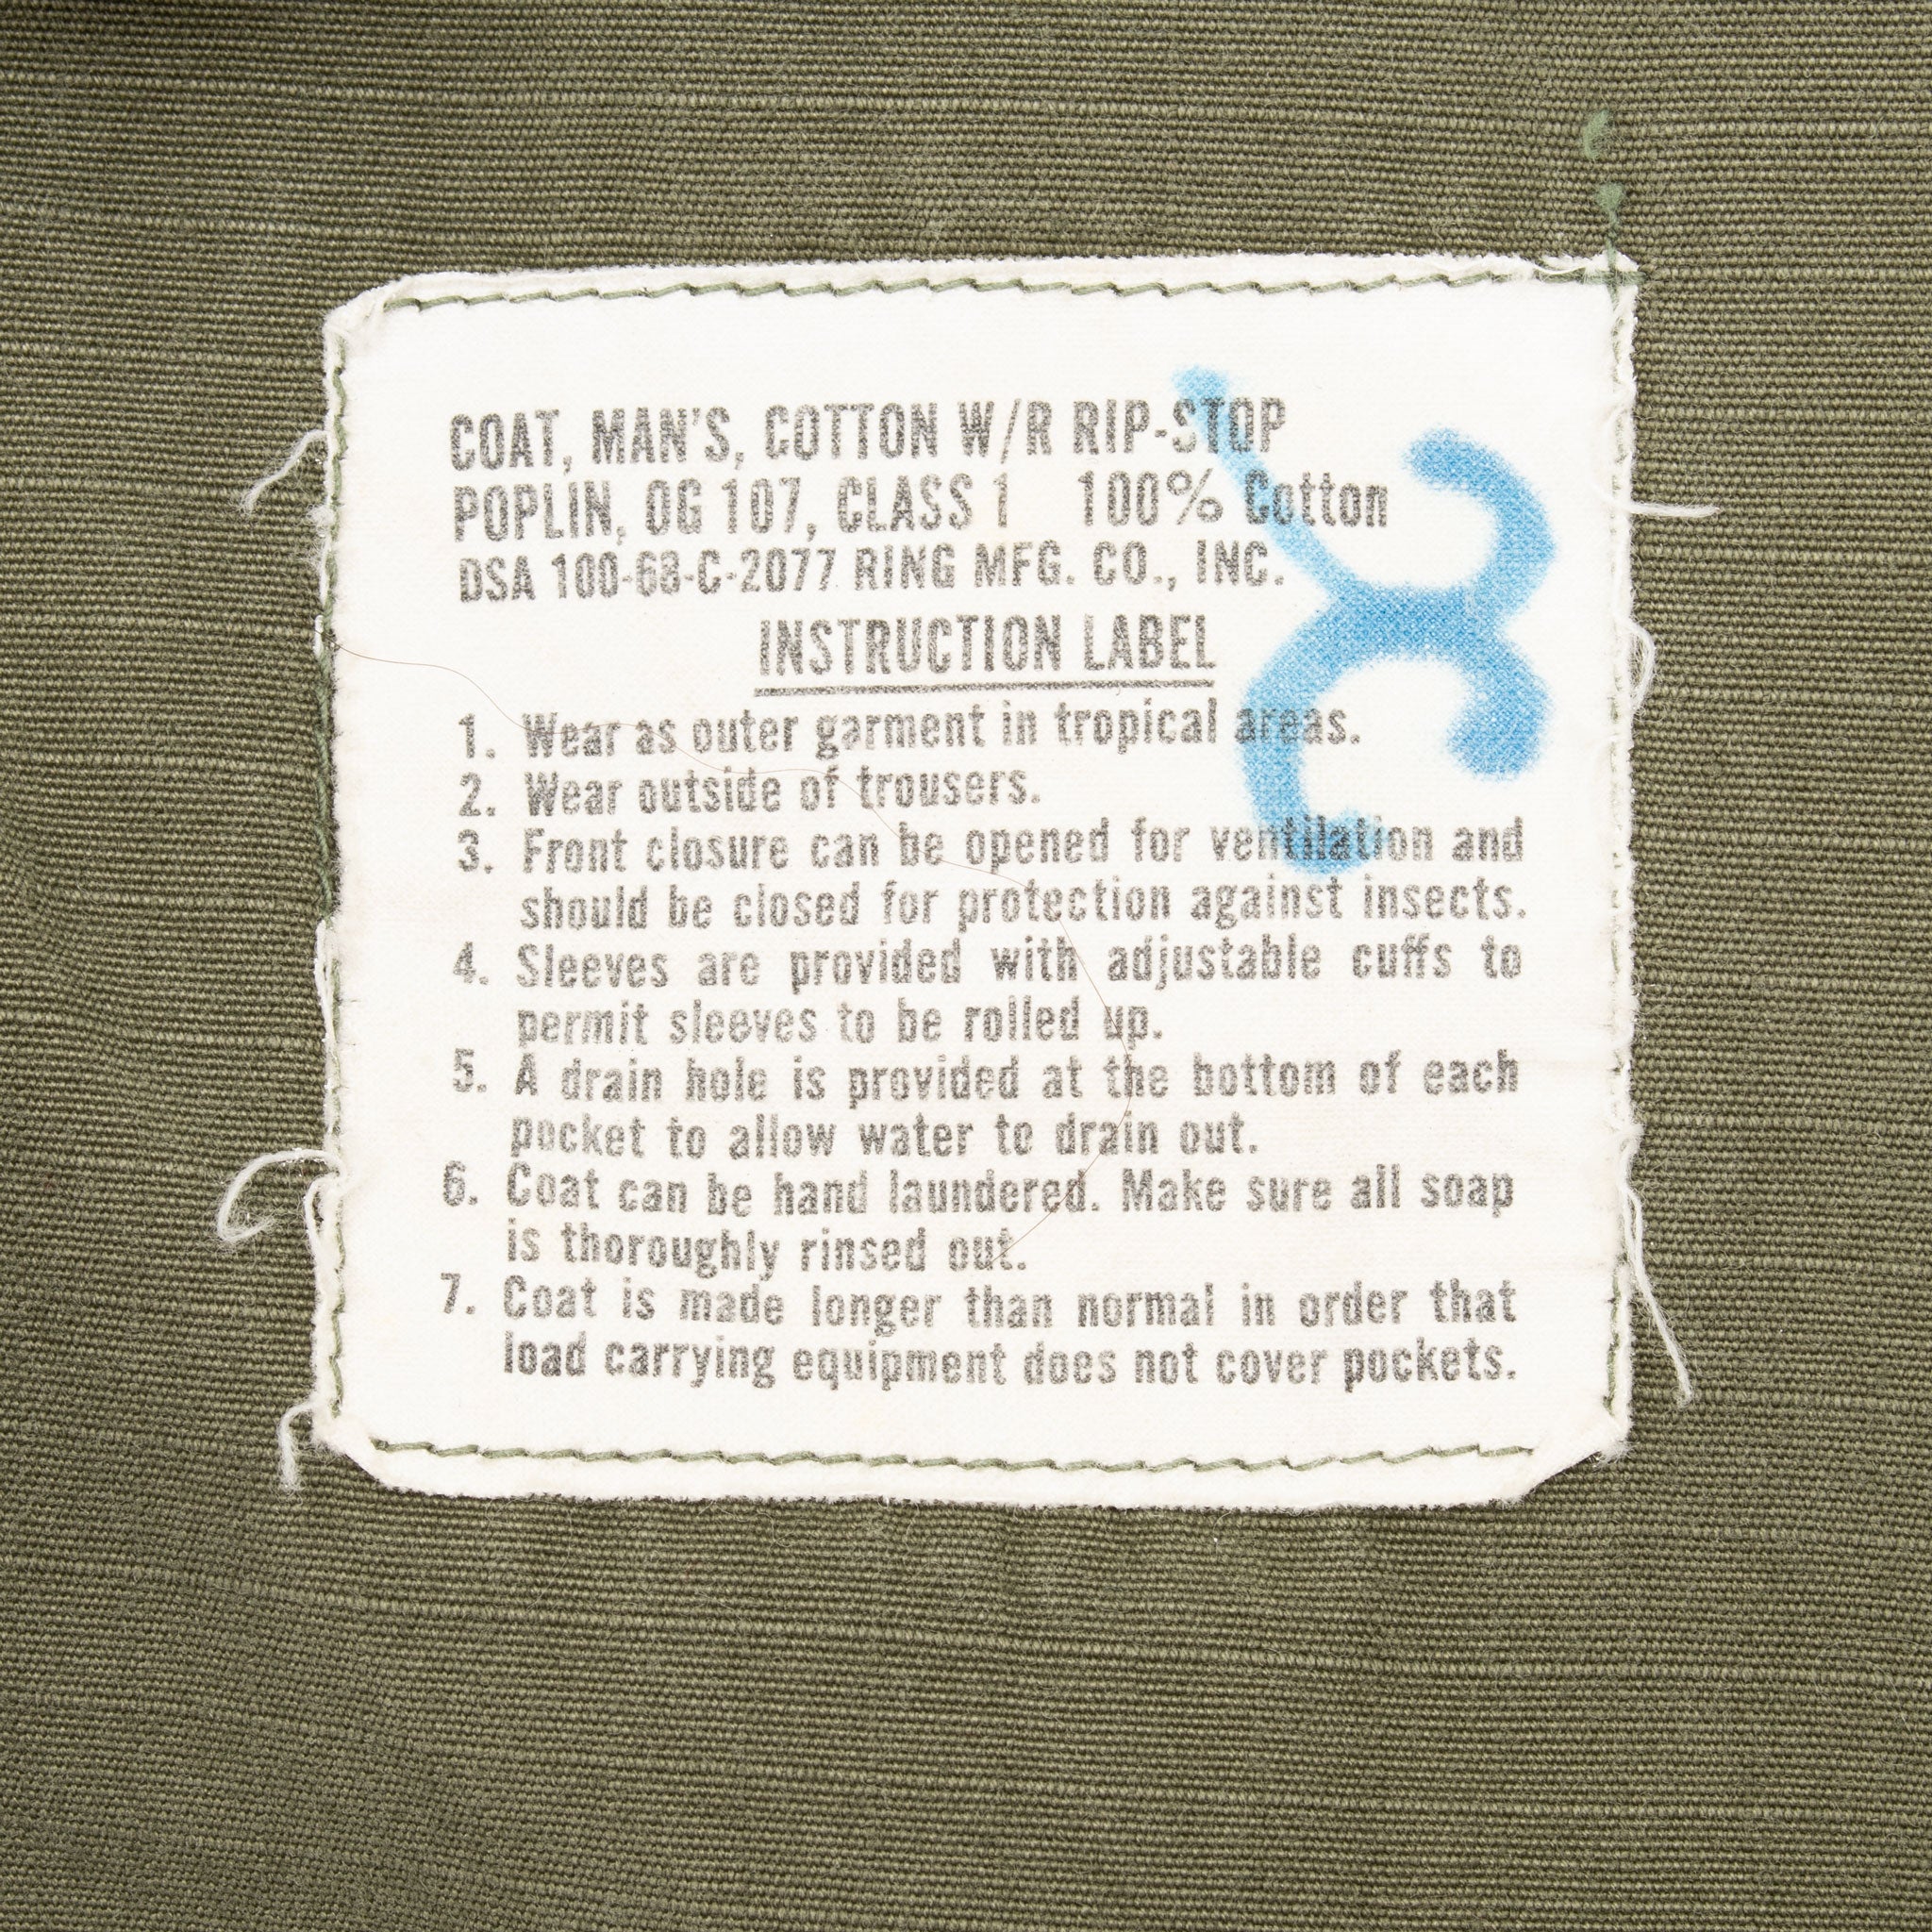 COAT, MAN'S, COTTON W/R RIP-STOP
POPLIN, OG 107, CLASS 1 100% Cotton
DSA 100-68-C-2077 RING MFG. CO., INC.
INSTRUCTION LABEL
1. Wear as outer garment in tropical areas.
2. Wear outside of trousers.
3. Front closure can be opened for ventilation and
should be closed for protection against insects.
4. Sleeves are provided with adjustable cuffs to
permit sleeves to be rolled up.
5. A drain hole is provided at the bottom of each
pocket to allow water to drain out.
6. Coat can be hand laundered. Make sure all soap
is thoroughly rinsed out.
7. Coat is made longer than normal in order that
load carrying equipment does not cover pockets.